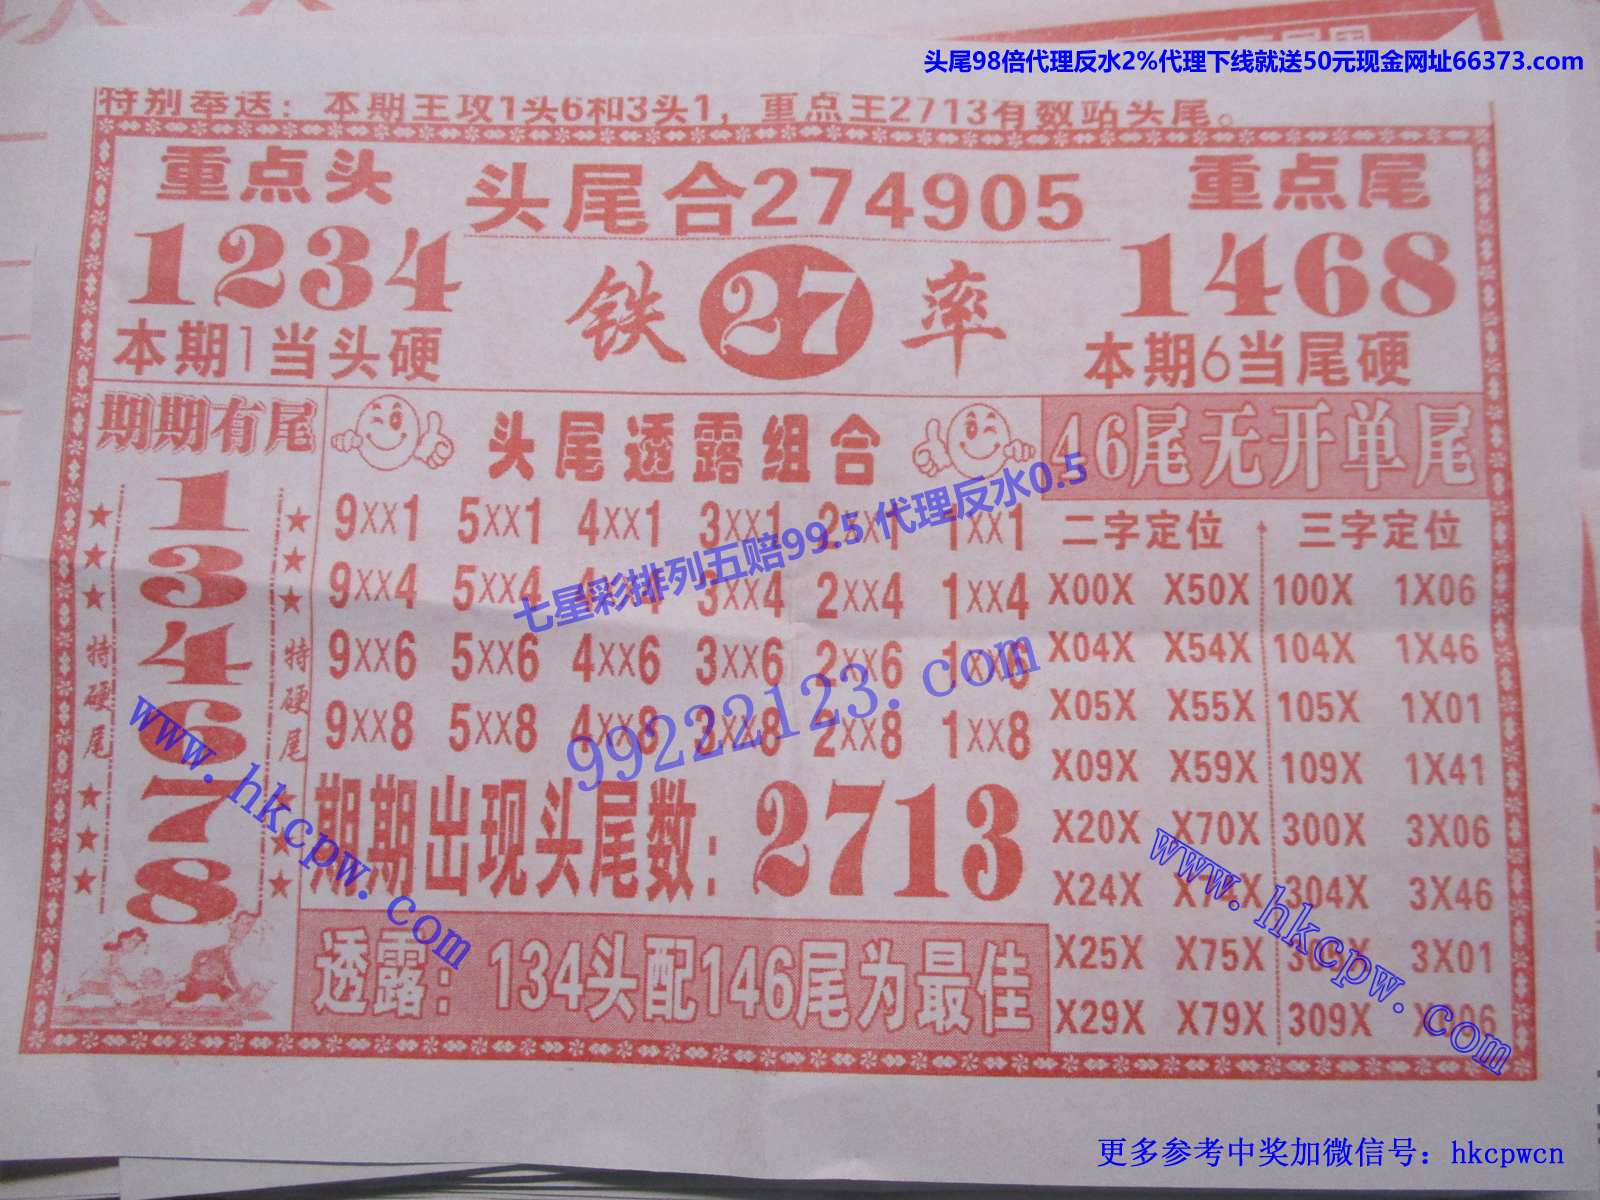 头尾98倍代理反水2%代理下线就送50元现金网址66373.com
特别奉送：本期主攻1头6和3头1，重点王2713有数站头尾。
重点头
1234
本期1当头硬
头尾合274905
铁27率
重点尾
1468
本期6当尾硬
期期有尾
1
3
4
6
7
8
特硬尾
特硬尾
头尾透露组合
9XX1 5XX1 4XX1 3XX1 2XX1 1XX1
9XX4 5XX4 4XX4 3XX4 2XX4 1XX4
9XX6 5XX6 4XX6 3XX6 2XX6 1XX6
9XX8 5XX8 4XX8 3XX8 2XX8 1XX8
期期出现头尾数：2713
透露：134头配146尾为最佳
46尾无开单尾
二字定位 三字定位
X00X X50X 100X 1X06
X04X X54X 104X 1X46
X05X X55X 105X 1X01
X09X X59X 109X 1X41
X20X X70X 300X 3X06
X24X X74X 304X 3X46
X25X X75X 3X01
X29X X79X 309X
七星彩排列五赔99.5 代理反水0.5
99222123.com
www.hkcpw.com
www.hkcpw.com
更多参考中奖加微信号：hkcpwcn